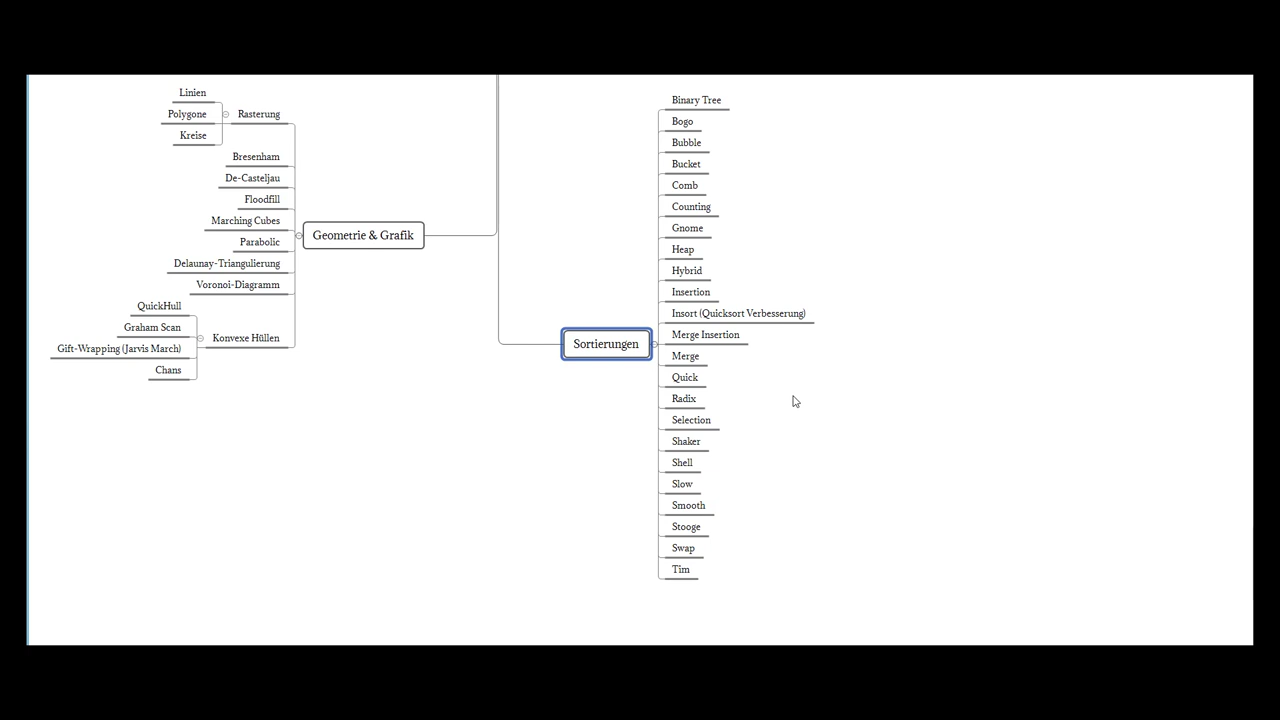 Linien
Polygone
Kreise
Rasterung
Bresenham
De-Casteljau
Floodfill
Marching Cubes
Parabolic
Delaunay-Triangulierung
Voronoi-Diagramm
QuickHull
Graham Scan
Gift-Wrapping (Jarvis March)
Chans
Konvexe Hüllen
Geometrie & Grafik
Sortierungen
Binary Tree
Bogo
Bubble
Bucket
Comb
Counting
Gnome
Heap
Hybrid
Insertion
Insort (Quicksort Verbesserung)
Merge Insertion
Merge
Quick
Radix
Selection
Shaker
Shell
Slow
Smooth
Stooge
Swap
Tim